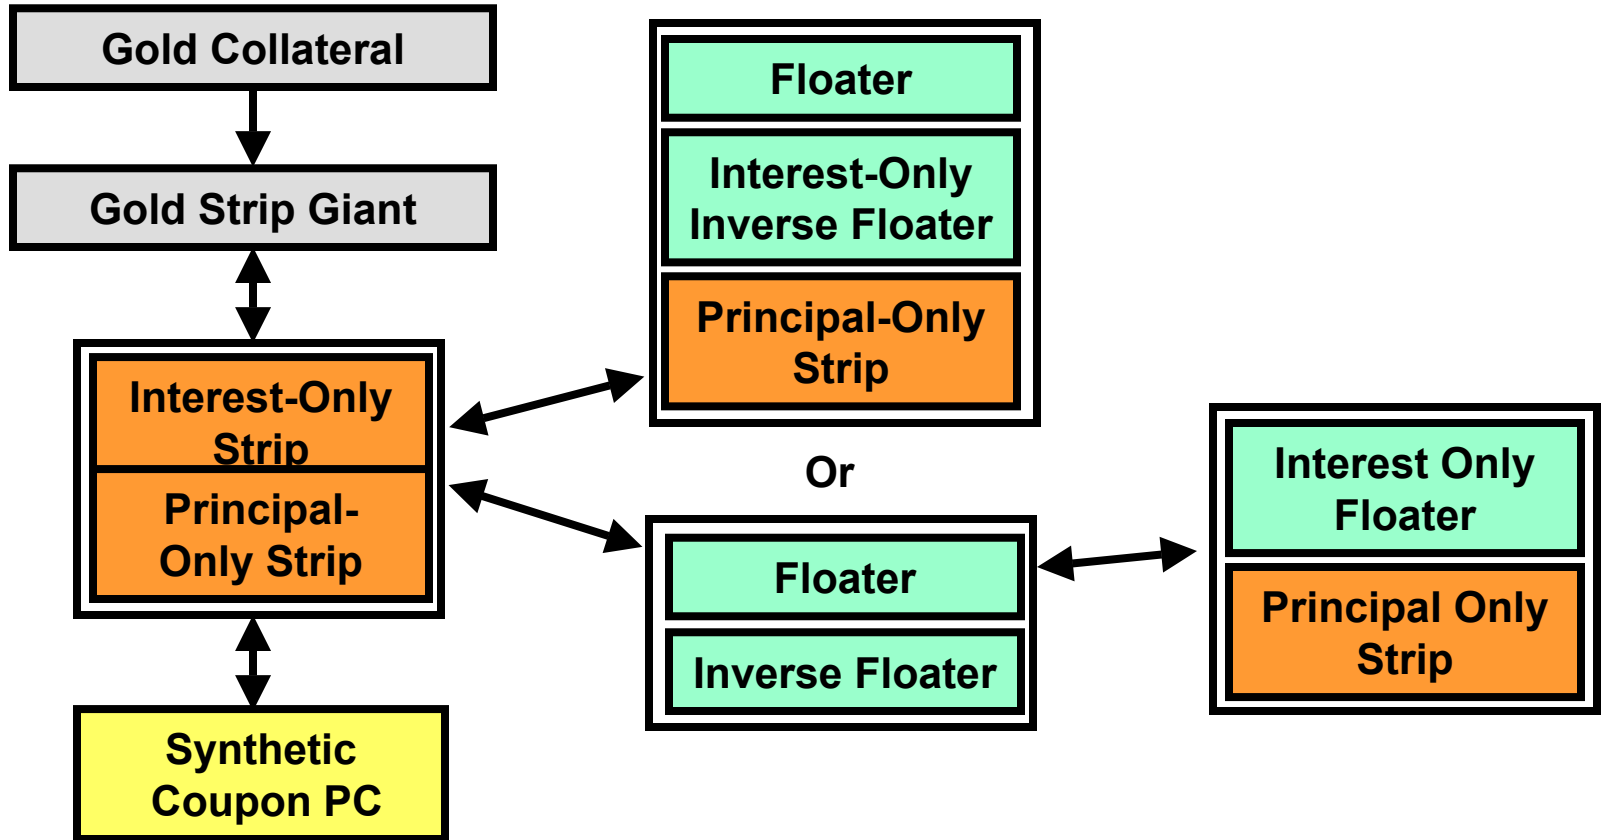 Gold Collateral
Gold Strip Giant
Interest-Only
Strip
Principal-
Only Strip
Synthetic
Coupon PC
Floater
Interest-Only
Inverse Floater
Principal-Only
Strip
Or
Floater
Inverse Floater
Interest Only
Floater
Principal Only
Strip